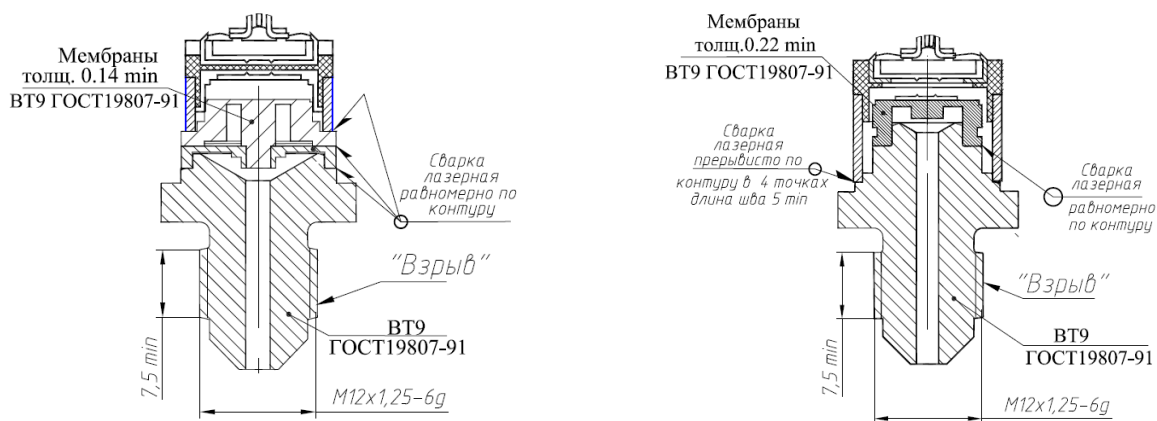 Мембраны
толщ. 0.14 min
ВТ9 ГОСТ19807-91
Сварка
лазерная
равномерно по
контуру
"Взрыв"
ВТ9
ГОСТ19807-91
7,5 min
М12х1,25-6g
Мембраны
толщ.0.22 min
ВТ9 ГОСТ19807-91
Сварка
лазерная
прерывисто по
контуру в 4 точках
длина шва 5 min
Сварка
лазерная
равномерно
по контуру
"Взрыв"
ВТ9
ГОСТ19807-91
7,5 min
М12х1,25-6g